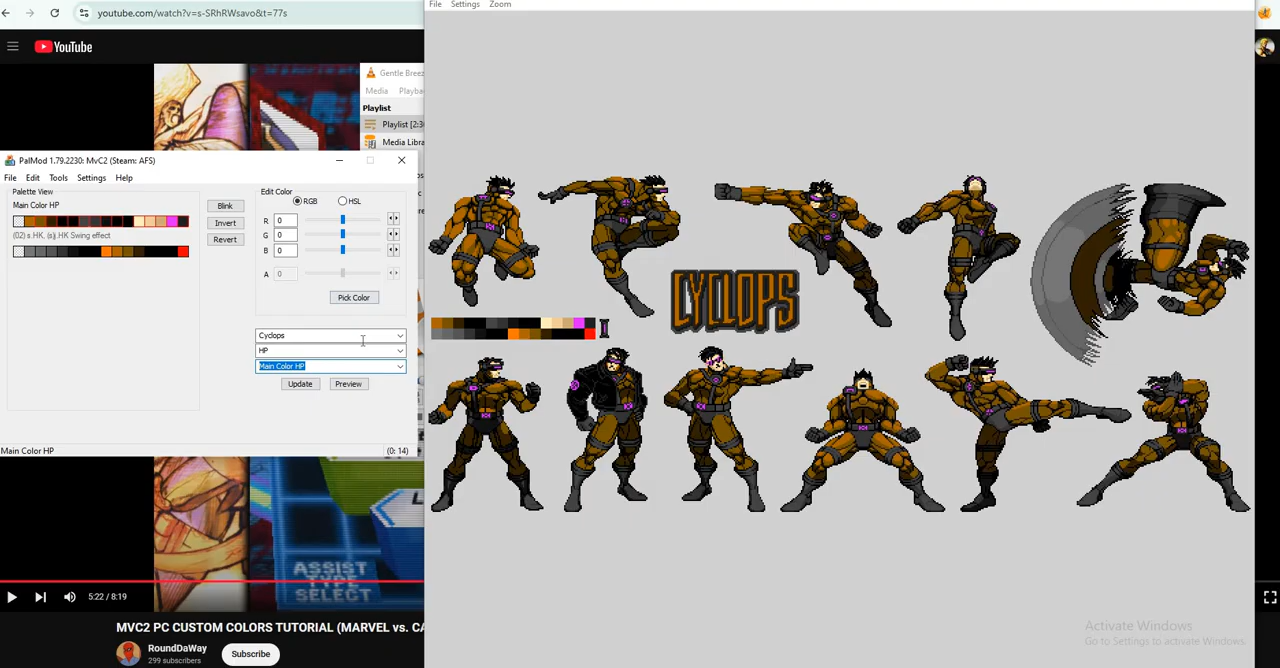 youtube.com/watch?v=s-SRhRWsavo&t=77s
File Settings Zoom
YouTube
Gentle Breez
Media Playba
Playlist
Playlist [2:3
Media Libra
PalMod 1.79.2230: MvC2 (Steam: AFS)
File Edit Tools Settings Help
Palette View
Main Color HP
(02) s.HK, (s)j.HK Swing effect
Blink
Invert
Revert
Edit Color
RGB HSL
R 0
G 0
B 0
A 0
Pick Color
Cyclops
HP
Main Color HP
Update Preview
Main Color HP (0: 14)
CYCLOPS
ASSIST
TYPE
SELECT
5:22 / 8:19
MVC2 PC CUSTOM COLORS TUTORIAL (MARVEL vs. CA
RoundDaWay
299 subscribers
Subscribe
Activate Windows
Go to Settings to activate Windows.